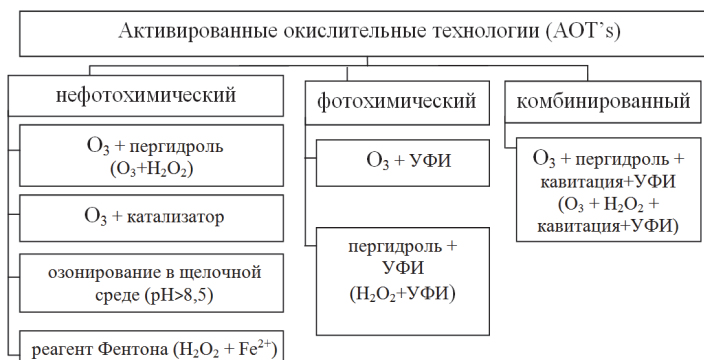 Активированные окислительные технологии (AOT’s)
нефотохимический
O₃ + пергидроль
(O₃+H₂O₂)
O₃ + катализатор
озонирование в щелочной
среде (pH>8,5)
реагент Фентона (H₂O₂ + Fe²⁺)
фотохимический
O₃ + УФИ
пергидроль +
УФИ
(H₂O₂+УФИ)
комбинированный
O₃ + пергидроль +
кавитация+УФИ
(O₃ + H₂O₂ +
кавитация+УФИ)